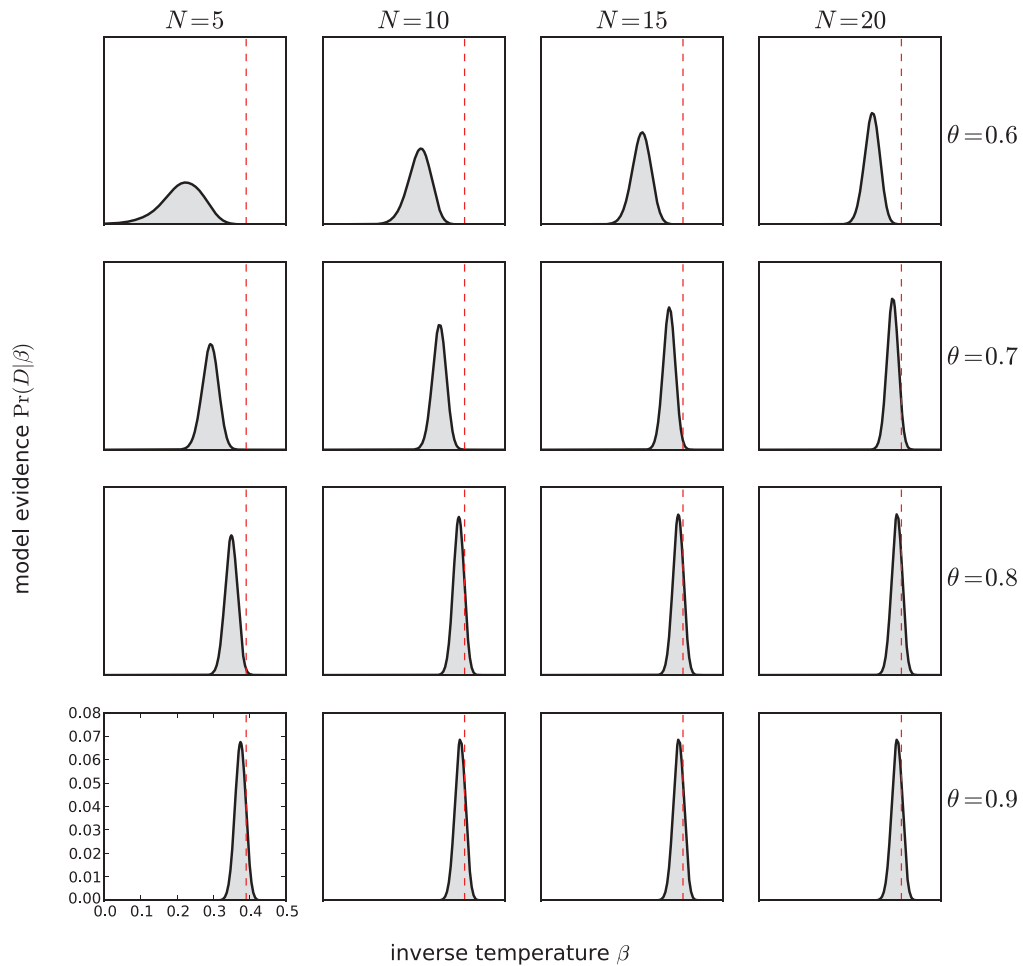 N=5 N=10 N=15 N=20
θ=0.6
θ=0.7
model evidence Pr(D|β)
θ=0.8
θ=0.9
0.08
0.07
0.06
0.05
0.04
0.03
0.02
0.01
0.00
0.0 0.1 0.2 0.3 0.4 0.5
inverse temperature β